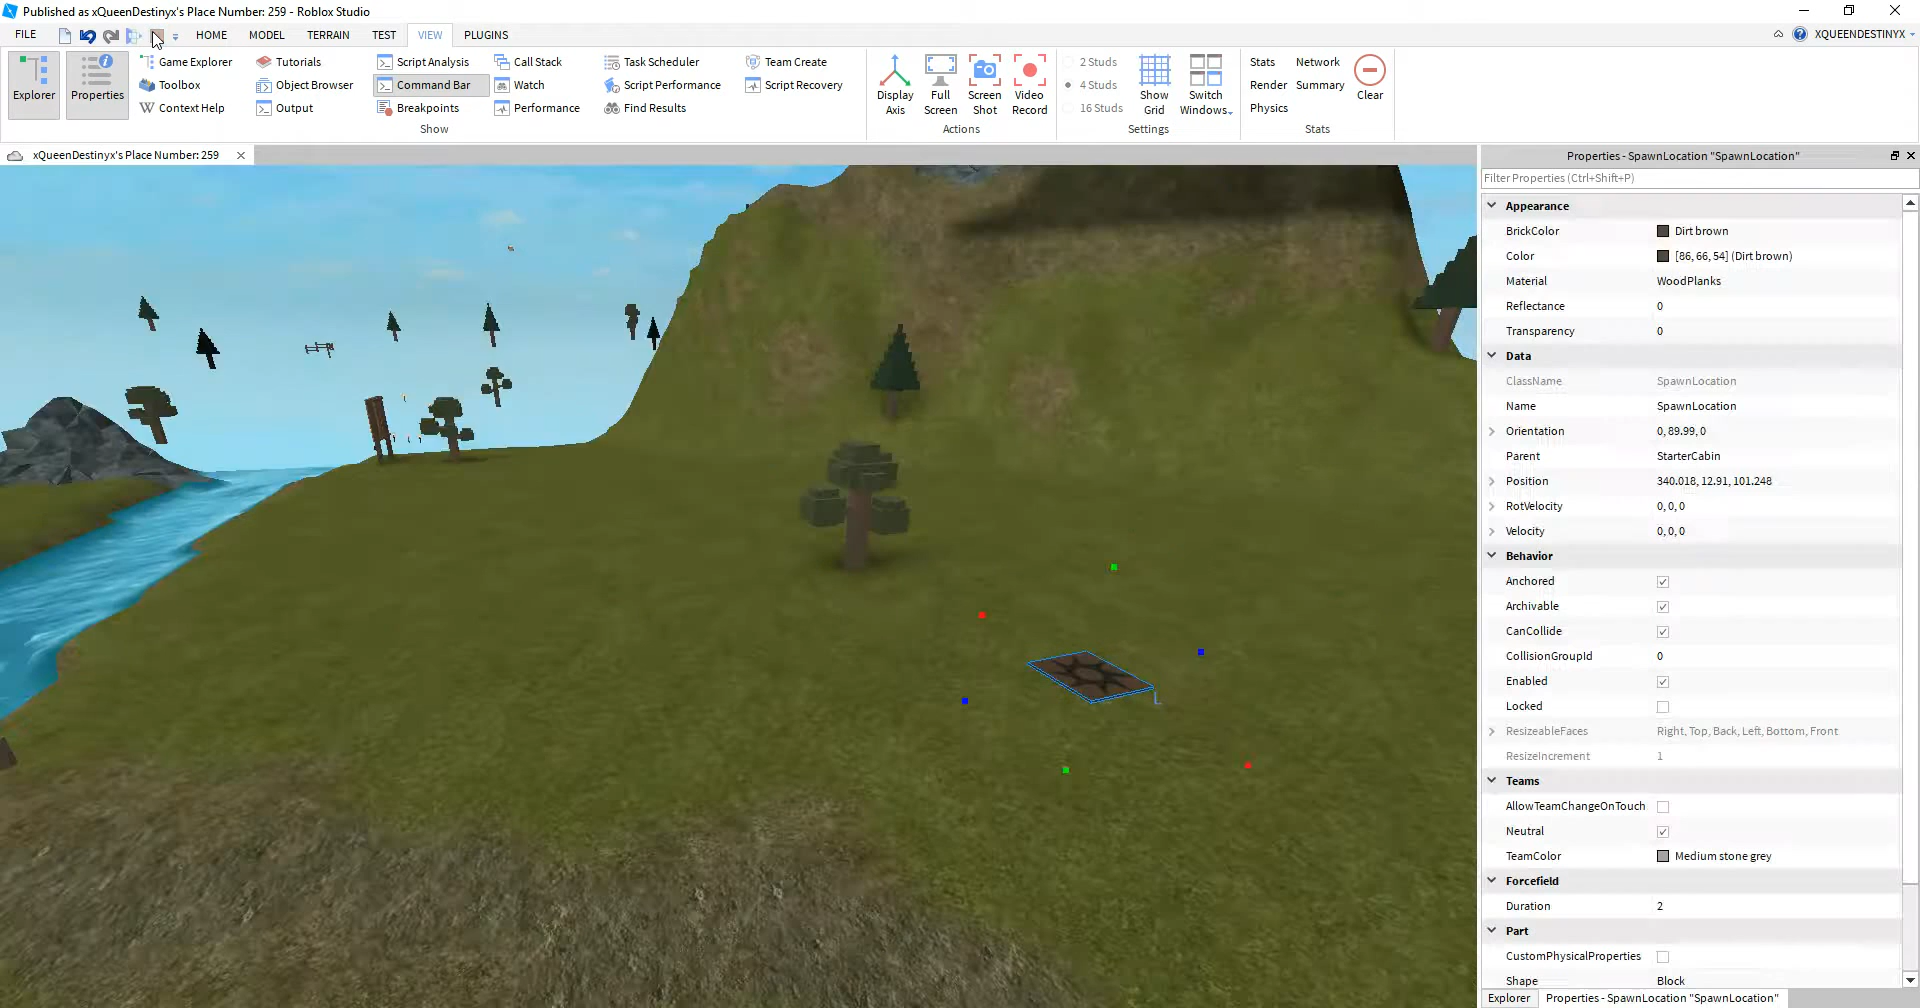 Published as xQueenDestinyx's Place Number: 259 - Roblox Studio
FILE HOME MODEL TERRAIN TEST VIEW PLUGINS XQUEENDESTINYX
Explorer
Properties
Game Explorer
Toolbox
Context Help
Tutorials
Object Browser
Output
Script Analysis
Command Bar
Breakpoints
Call Stack
Watch
Performance
Task Scheduler
Script Performance
Find Results
Team Create
Script Recovery
Show
Display
Axis
Full
Screen
Screen
Shot
Video
Record
Actions
2 Studs
4 Studs
16 Studs
Show
Grid
Switch
Windows
Settings
Stats Network
Render Summary
Physics
Clear
Stats
xQueenDestinyx's Place Number: 259
Properties - SpawnLocation "SpawnLocation"
Filter Properties (Ctrl+Shift+P)
Appearance
BrickColor Dirt brown
Color [86, 66, 54] (Dirt brown)
Material WoodPlanks
Reflectance 0
Transparency 0
Data
ClassName SpawnLocation
Name SpawnLocation
Orientation 0, 89.99, 0
Parent StarterCabin
Position 340.018, 12.91, 101.248
RotVelocity 0, 0, 0
Velocity 0, 0, 0
Behavior
Anchored
Archivable
CanCollide
CollisionGroupId 0
Enabled
Locked
ResizeableFaces Right, Top, Back, Left, Bottom, Front
ResizeIncrement 1
Teams
AllowTeamChangeOnTouch
Neutral
TeamColor Medium stone grey
Forcefield
Duration 2
Part
CustomPhysicalProperties
Shape Block
Explorer Properties - SpawnLocation "SpawnLocation"